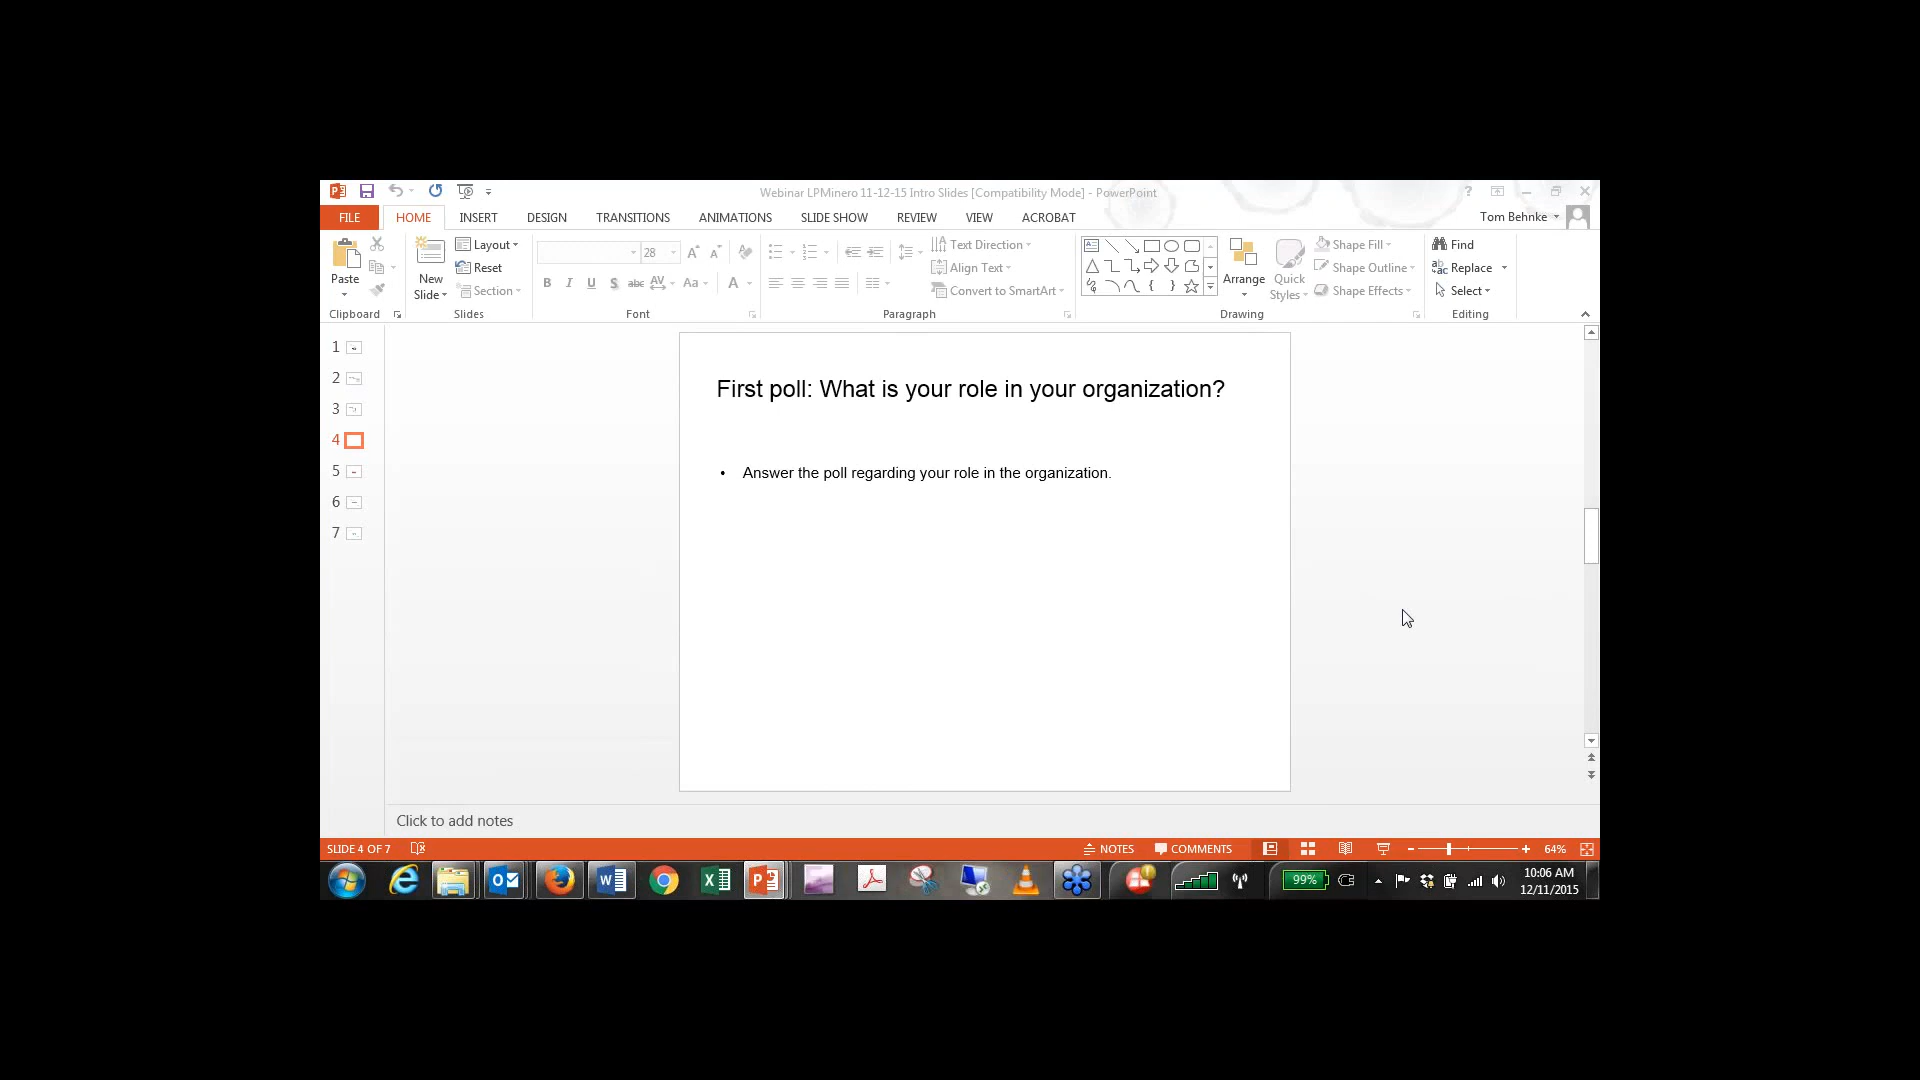 Webinar LPMinero 11-12-15 Intro Slides [Compatibility Mode] - PowerPoint
FILE HOME INSERT DESIGN TRANSITIONS ANIMATIONS SLIDE SHOW REVIEW VIEW ACROBAT Tom Behnke
Paste
Clipboard
New
Slide
Layout
Reset
Section
Slides
28
B I U S abc AV Aa A
Font
Text Direction
Align Text
Convert to SmartArt
Paragraph
Arrange
Quick
Styles
Shape Fill
Shape Outline
Shape Effects
Drawing
Find
Replace
Select
Editing
1
2
3
4
5
6
7
First poll: What is your role in your organization?
• Answer the poll regarding your role in the organization.
Click to add notes
SLIDE 4 OF 7 NOTES COMMENTS 64%
99%
10:06 AM
12/11/2015